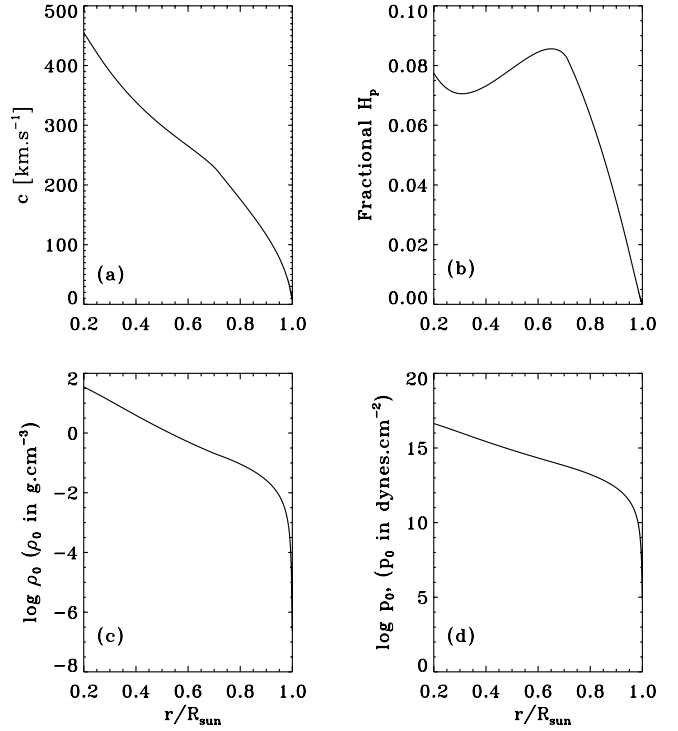 500
400
300
200
100
0
c [km.s⁻¹]
(a)
0.2 0.4 0.6 0.8 1.0
0.10
0.08
0.06
0.04
0.02
0.00
Fractional Hₚ
(b)
0.2 0.4 0.6 0.8 1.0
2
0
−2
−4
−6
−8
log ρ₀ (ρ₀ in g.cm⁻³)
(c)
0.2 0.4 0.6 0.8 1.0
r/Rsun
20
15
10
5
0
log p₀, (p₀ in dynes.cm⁻²)
(d)
0.2 0.4 0.6 0.8 1.0
r/Rsun